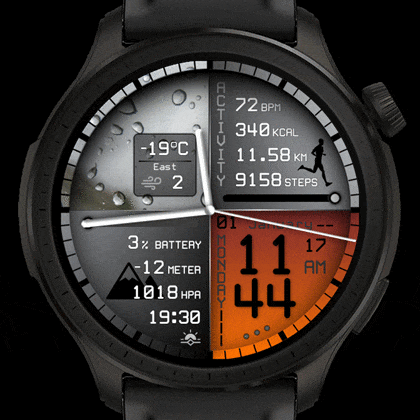 ACTIVITY
72 BPM
340 KCAL
11.58 KM
9158 STEPS
-19°C
East
2
3% BATTERY
-12 METER
1018 HPA
19:30
01 January --
MONDAY
11
17
AM
44